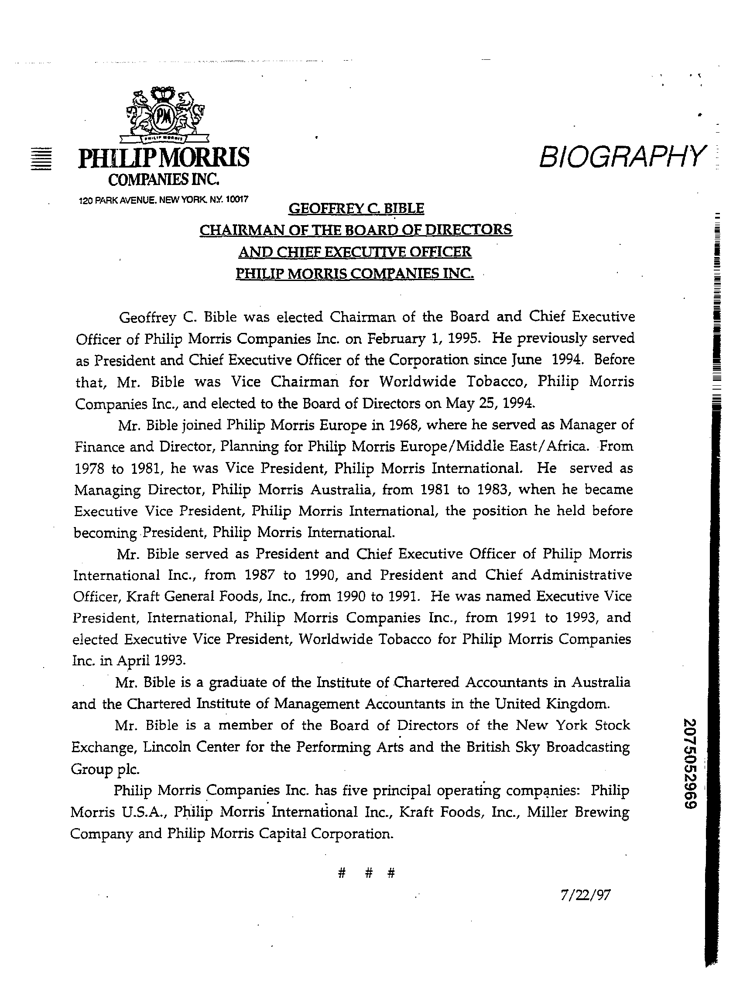 PM
PHILIP MORRIS
PHILIP MORRIS
COMPANIES INC.
120 PARK AVENUE, NEW YORK, N.Y. 10017
BIOGRAPHY
GEOFFREY C. BIBLE
CHAIRMAN OF THE BOARD OF DIRECTORS
AND CHIEF EXECUTIVE OFFICER
PHILIP MORRIS COMPANIES INC.
Geoffrey C. Bible was elected Chairman of the Board and Chief Executive
Officer of Philip Morris Companies Inc. on February 1, 1995. He previously served
as President and Chief Executive Officer of the Corporation since June 1994. Before
that, Mr. Bible was Vice Chairman for Worldwide Tobacco, Philip Morris
Companies Inc., and elected to the Board of Directors on May 25, 1994.
Mr. Bible joined Philip Morris Europe in 1968, where he served as Manager of
Finance and Director, Planning for Philip Morris Europe/Middle East/Africa. From
1978 to 1981, he was Vice President, Philip Morris International. He served as
Managing Director, Philip Morris Australia, from 1981 to 1983, when he became
Executive Vice President, Philip Morris International, the position he held before
becoming President, Philip Morris International.
Mr. Bible served as President and Chief Executive Officer of Philip Morris
International Inc., from 1987 to 1990, and President and Chief Administrative
Officer, Kraft General Foods, Inc., from 1990 to 1991. He was named Executive Vice
President, International, Philip Morris Companies Inc., from 1991 to 1993, and
elected Executive Vice President, Worldwide Tobacco for Philip Morris Companies
Inc. in April 1993.
Mr. Bible is a graduate of the Institute of Chartered Accountants in Australia
and the Chartered Institute of Management Accountants in the United Kingdom.
Mr. Bible is a member of the Board of Directors of the New York Stock
Exchange, Lincoln Center for the Performing Arts and the British Sky Broadcasting
Group plc.
Philip Morris Companies Inc. has five principal operating companies: Philip
Morris U.S.A., Philip Morris International Inc., Kraft Foods, Inc., Miller Brewing
Company and Philip Morris Capital Corporation.
# # #
7/22/97
2075052969